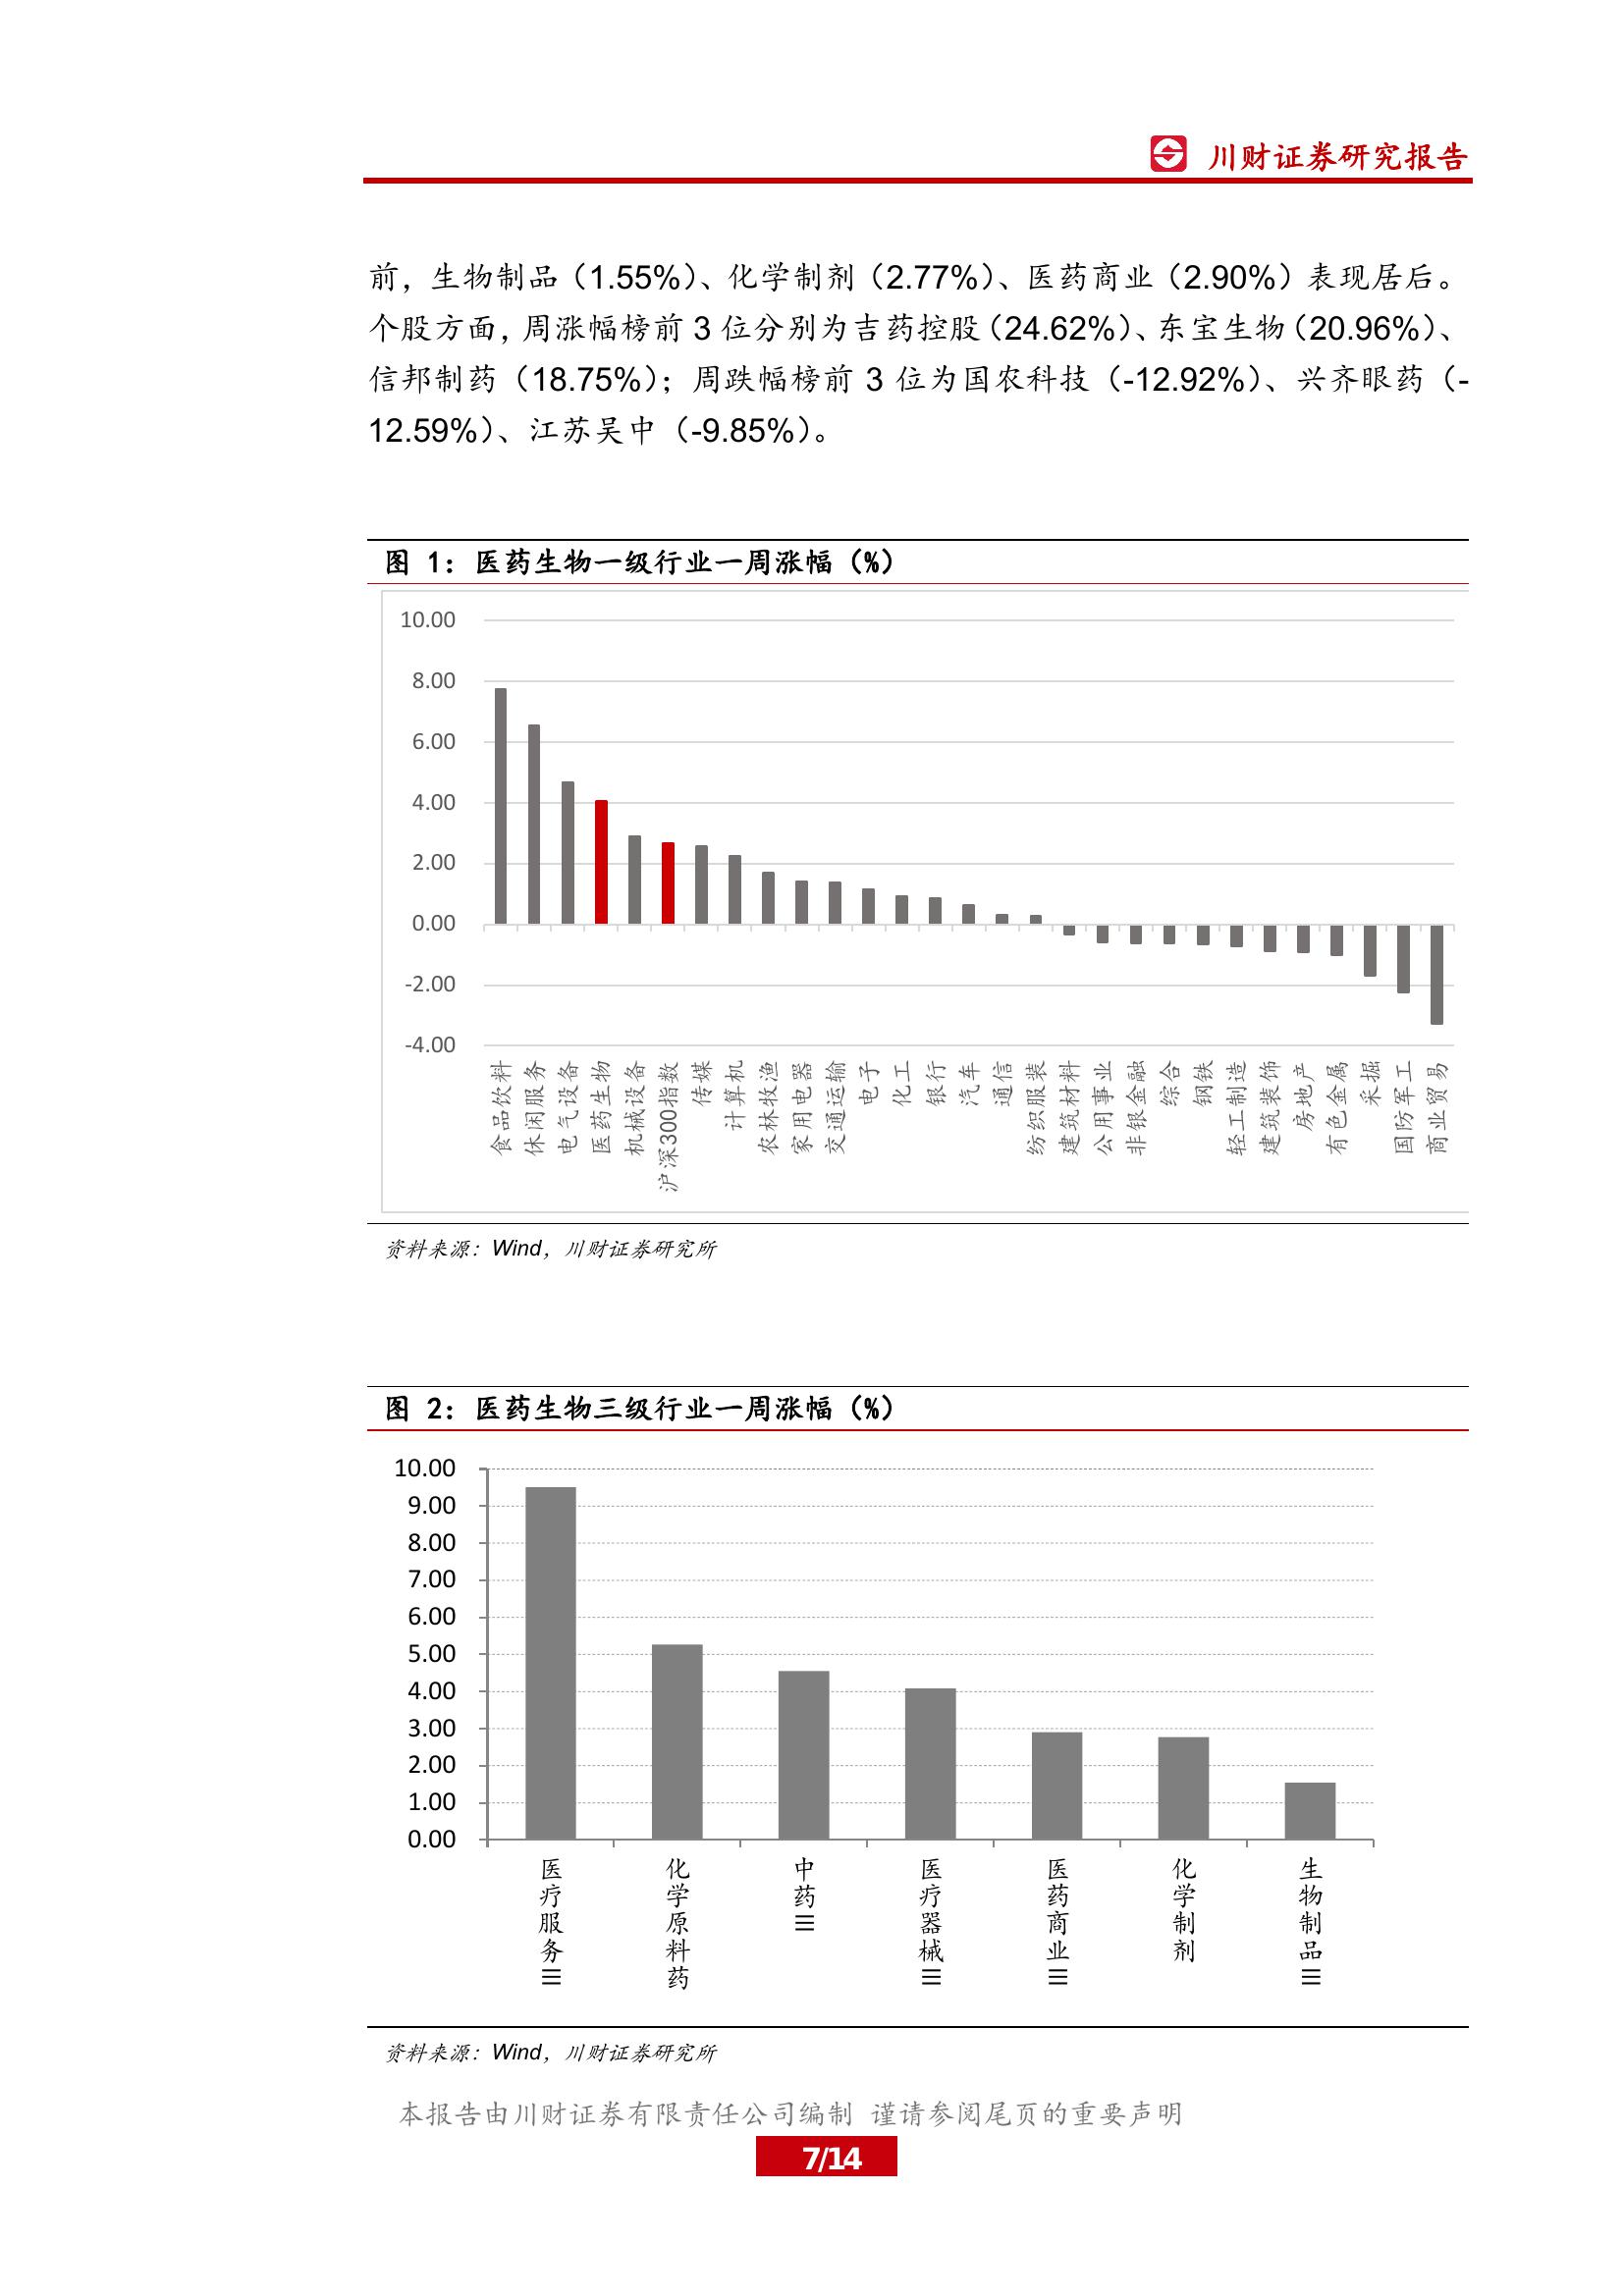 川财证券研究报告
前，生物制品（1.55%）、化学制剂（2.77%）、医药商业（2.90%）表现居后。
个股方面，周涨幅榜前 3 位分别为吉药控股（24.62%）、东宝生物（20.96%）、
信邦制药（18.75%）；周跌幅榜前 3 位为国农科技（-12.92%）、兴齐眼药（-
12.59%）、江苏吴中（-9.85%）。
图 1：医药生物一级行业一周涨幅（%）
10.00
8.00
6.00
4.00
2.00
0.00
-2.00
-4.00
食品饮料
休闲服务
电气设备
医药生物
机械设备
沪深300指数
传媒
计算机
农林牧渔
家用电器
交通运输
电子
化工
银行
汽车
通信
纺织服装
建筑材料
公用事业
非银金融
综合
钢铁
轻工制造
建筑装饰
房地产
有色金属
采掘
国防军工
商业贸易
资料来源：Wind，川财证券研究所
图 2：医药生物三级行业一周涨幅（%）
10.00
9.00
8.00
7.00
6.00
5.00
4.00
3.00
2.00
1.00
0.00
医疗服务Ⅲ
化学原料药
中药Ⅲ
医疗器械Ⅲ
医药商业Ⅲ
化学制剂
生物制品Ⅲ
资料来源：Wind，川财证券研究所
本报告由川财证券有限责任公司编制 谨请参阅尾页的重要声明
7/14